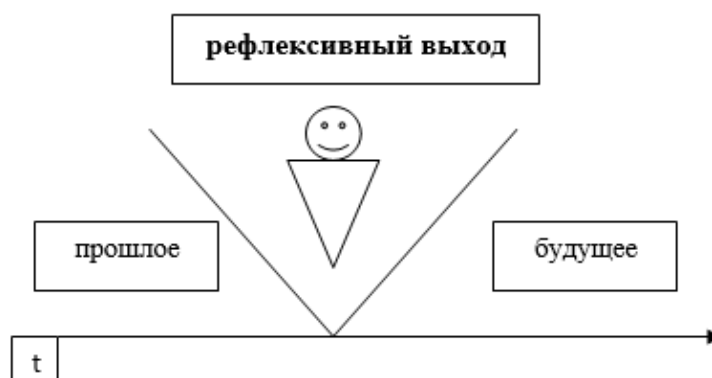 рефлексивный выход
прошлое
будущее
t